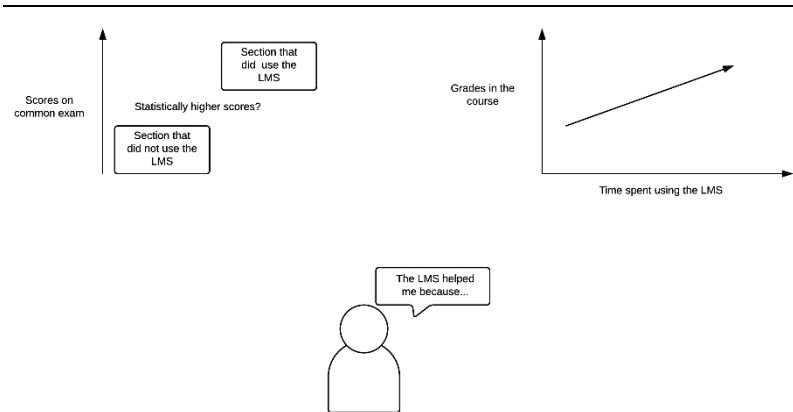 Section that
did use the
LMS
Scores on
common exam
Statistically higher scores?
Section that
did not use the
LMS
Grades in the
course
Time spent using the LMS
The LMS helped
me because...